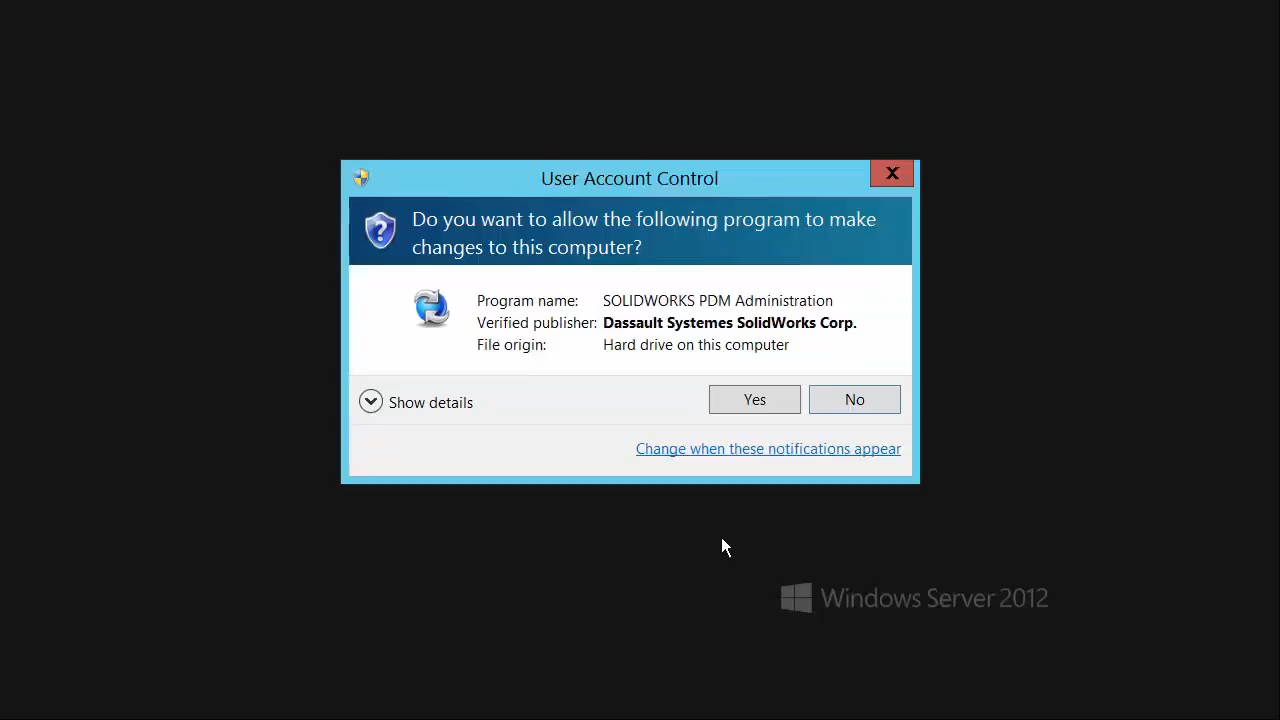 User Account Control
Do you want to allow the following program to make
changes to this computer?
Program name: SOLIDWORKS PDM Administration
Verified publisher: Dassault Systemes SolidWorks Corp.
File origin: Hard drive on this computer
Show details
Yes
No
Change when these notifications appear
Windows Server 2012